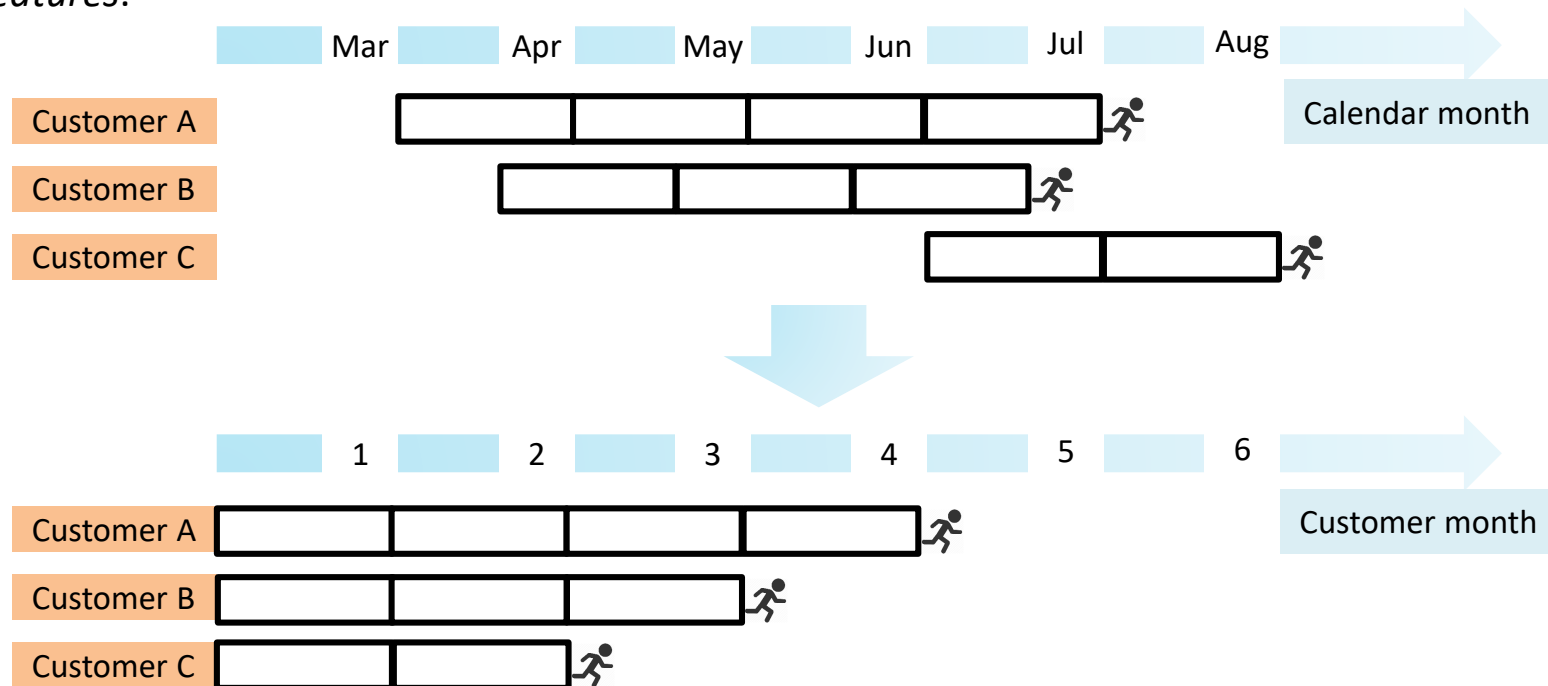 Mar Apr May Jun Jul Aug
Customer A
Calendar month
Customer B
Customer C
1 2 3 4 5 6
Customer A
Customer month
Customer B
Customer C